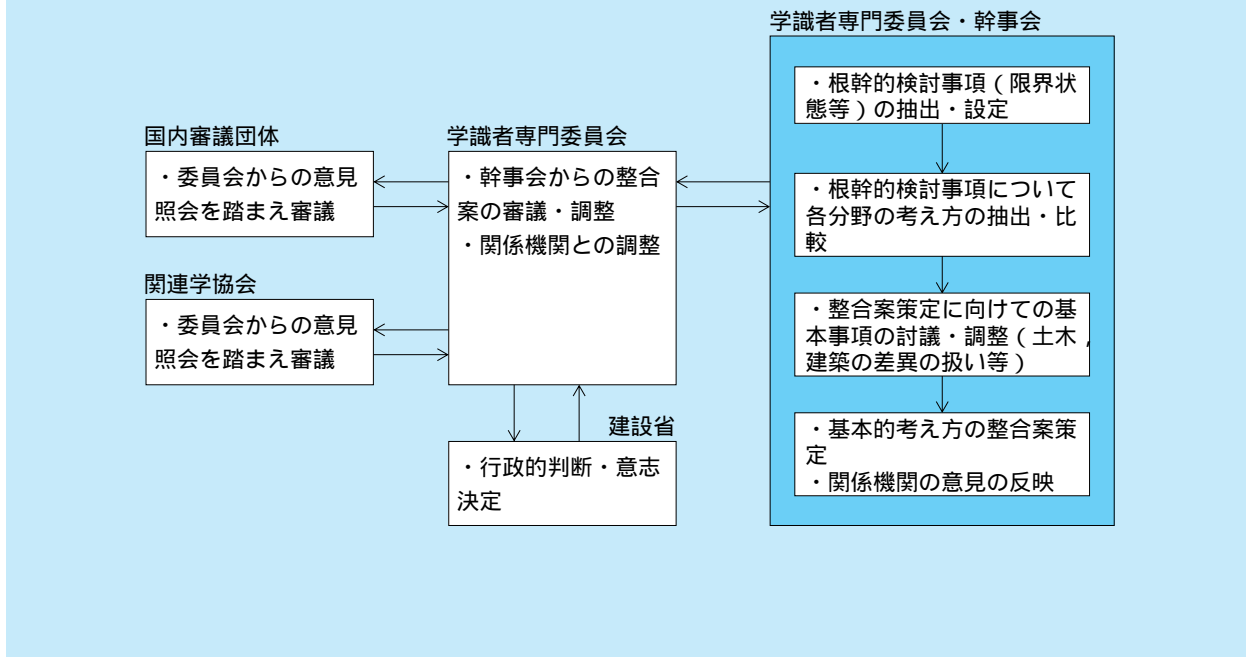 学識者専門委員会・幹事会
・根幹的検討事項(限界状
態等)の抽出・設定
国内審議団体
学識者専門委員会
・委員会からの意見
照会を踏まえ審議
・幹事会からの整合
案の審議・調整
・関係機関との調整
・根幹的検討事項について
各分野の考え方の抽出・比
較
関連学協会
・委員会からの意見
照会を踏まえ審議
・整合案策定に向けての基
本事項の討議・調整(土木,
建築の差異の扱い等)
建設省
・行政的判断・意志
決定
・基本的考え方の整合案策
定
・関係機関の意見の反映